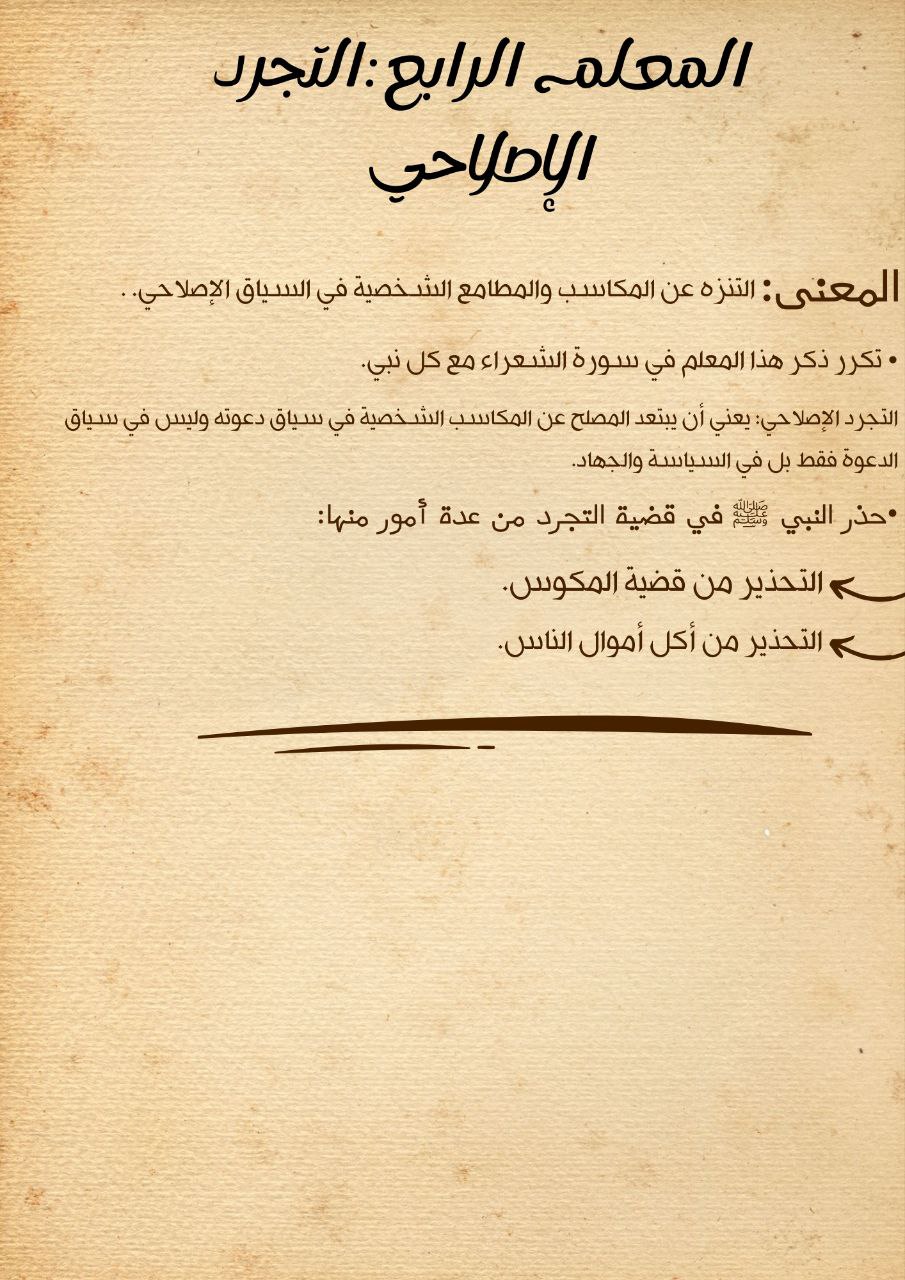 المعلم الرابع: التجرد
الإصلاحي
المعنى: التنزه عن المكاسب والمطامع الشخصية في السياق الإصلاحي. .
• تكرر ذكر هذا المعلم في سورة الشعراء مع كل نبي.
التجرد الإصلاحي: يعني أن يبتعد المصلح عن المكاسب الشخصية في سياق دعوته وليس في سياق
الدعوة فقط بل في السياسة والجهاد.
•حذر النبي ﷺ في قضية التجرد من عدة أمور منها:
التحذير من قضية المكوس.
التحذير من أكل أموال الناس.